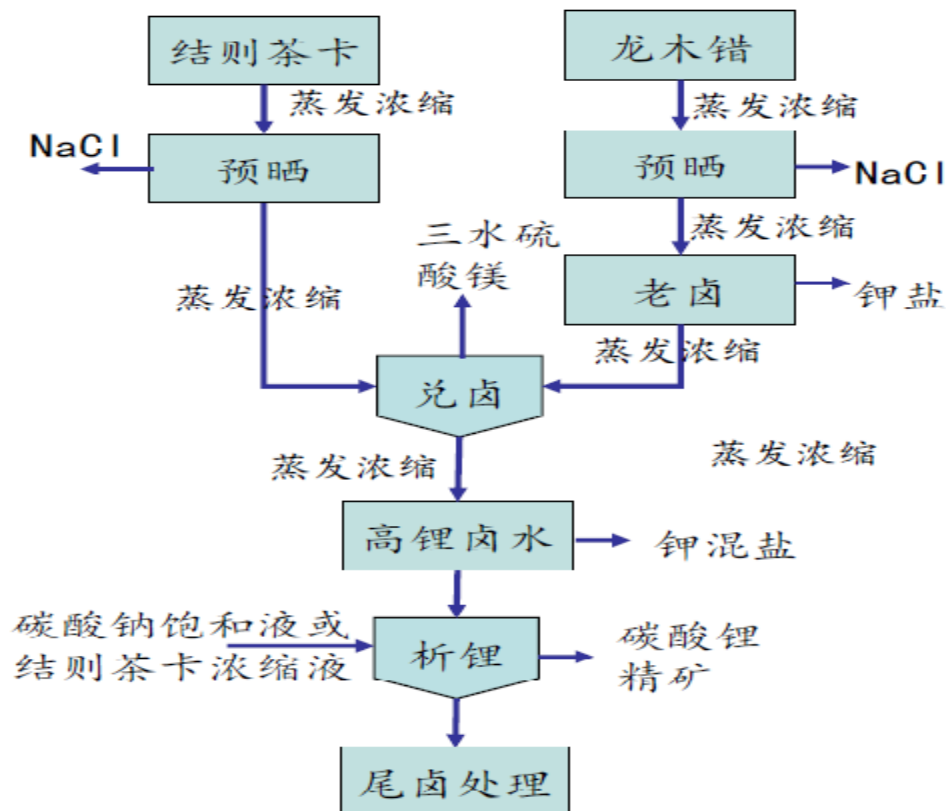 结则茶卡
龙木错
蒸发浓缩
蒸发浓缩
NaCl
预晒
预晒
NaCl
三水硫
酸镁
蒸发浓缩
蒸发浓缩
老卤
钾盐
蒸发浓缩
兑卤
蒸发浓缩
蒸发浓缩
高锂卤水
钾混盐
碳酸钠饱和液或
结则茶卡浓缩液
析锂
碳酸锂
精矿
尾卤处理